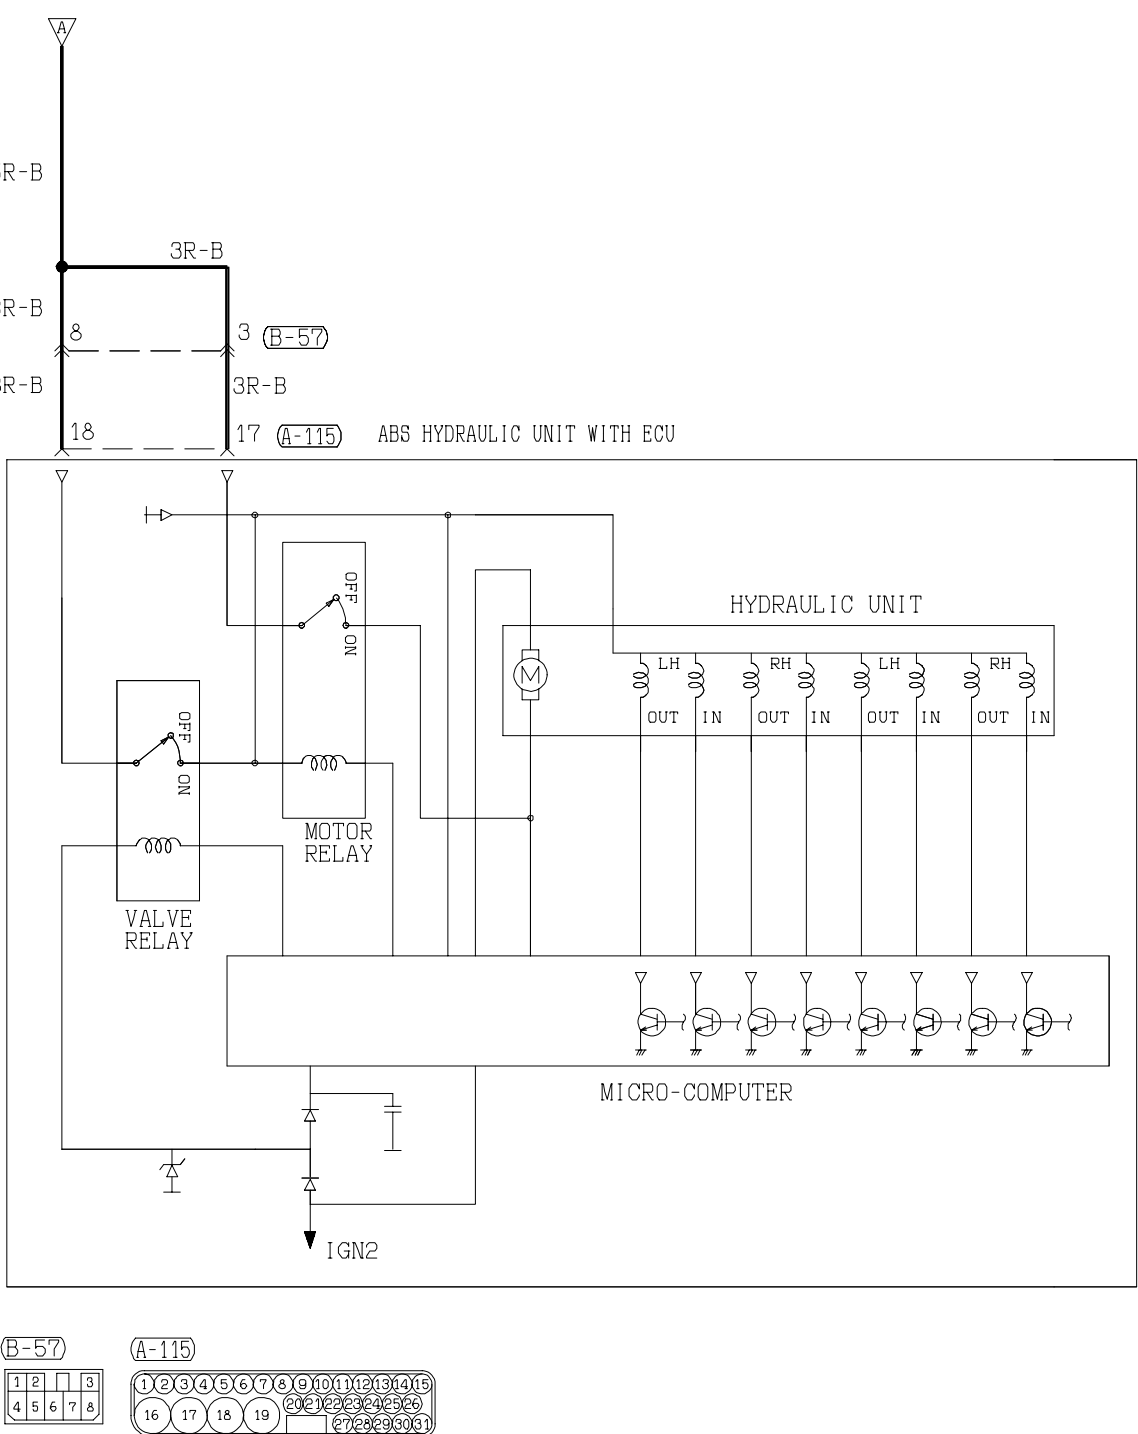 A
R-B
3R-B
R-B
8
3
B-57
R-B
3R-B
18
17
A-115
ABS HYDRAULIC UNIT WITH ECU
OFF
ON
HYDRAULIC UNIT
M
LH
RH
LH
RH
OUT
IN
OUT
IN
OUT
IN
OUT
IN
OFF
ON
MOTOR
RELAY
VALVE
RELAY
MICRO-COMPUTER
IGN2
B-57
A-115
1 2 3
4 5 6 7 8
1 2 3 4 5 6 7 8 9 10 11 12 13 14 15
16 17 18 19
20 21 22 23 24 25 26
27 28 29 30 31